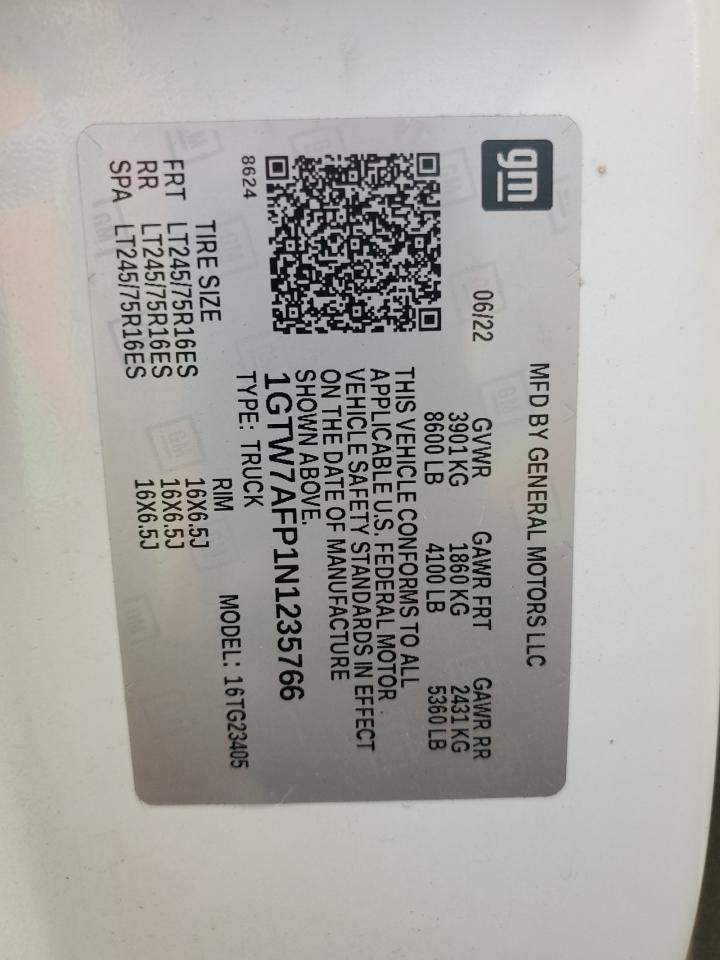 gm
MFD BY GENERAL MOTORS LLC
06/22 GVWR GAWR FRT GAWR RR
3901 KG 1860 KG 2431 KG
8600 LB 4100 LB 5360 LB
THIS VEHICLE CONFORMS TO ALL
APPLICABLE U.S. FEDERAL MOTOR
VEHICLE SAFETY STANDARDS IN EFFECT
ON THE DATE OF MANUFACTURE
SHOWN ABOVE.
1GTW7AFP1N1235766
8624 TYPE: TRUCK
MODEL: 16TG23405
TIRE SIZE RIM
FRT LT245/75R16ES 16X6.5J
RR LT245/75R16ES 16X6.5J
SPA LT245/75R16ES 16X6.5J